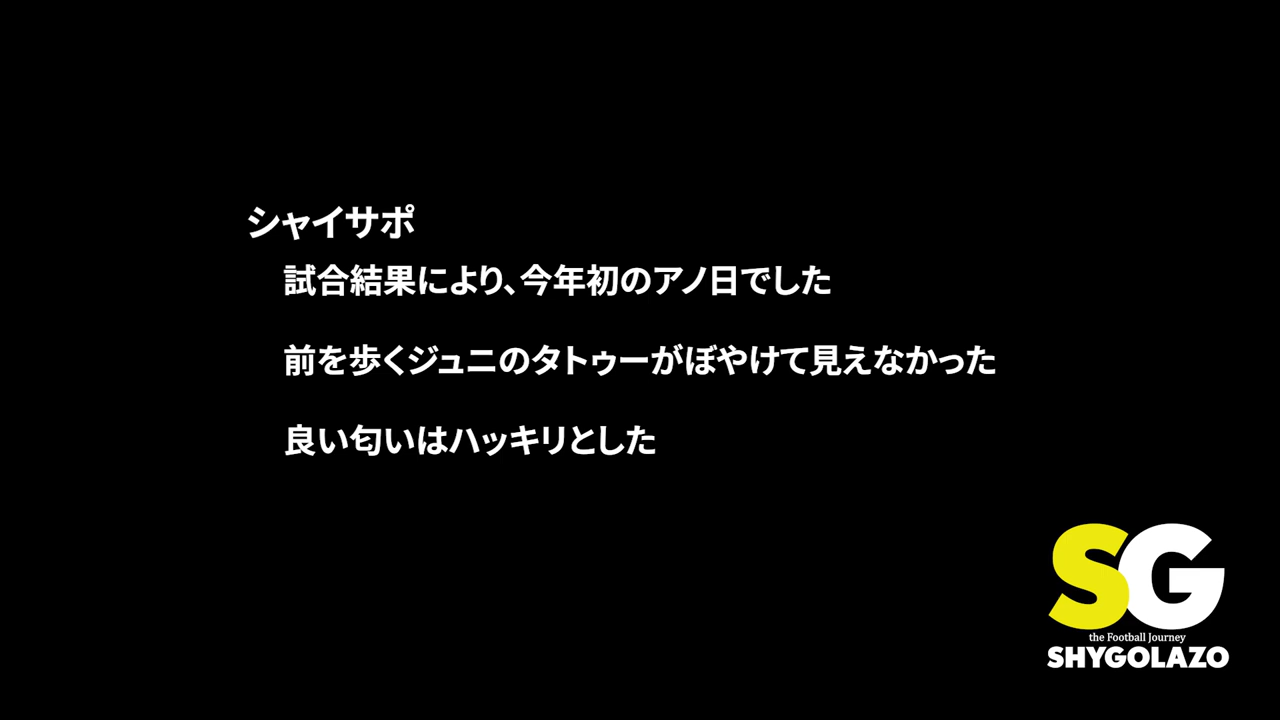 シャイサポ
試合結果により、今年初のアノ日でした
前を歩くジュニのタトゥーがぼやけて見えなかった
良い匂いはハッキリとした
SG
the Football Journey
SHYGOLAZO